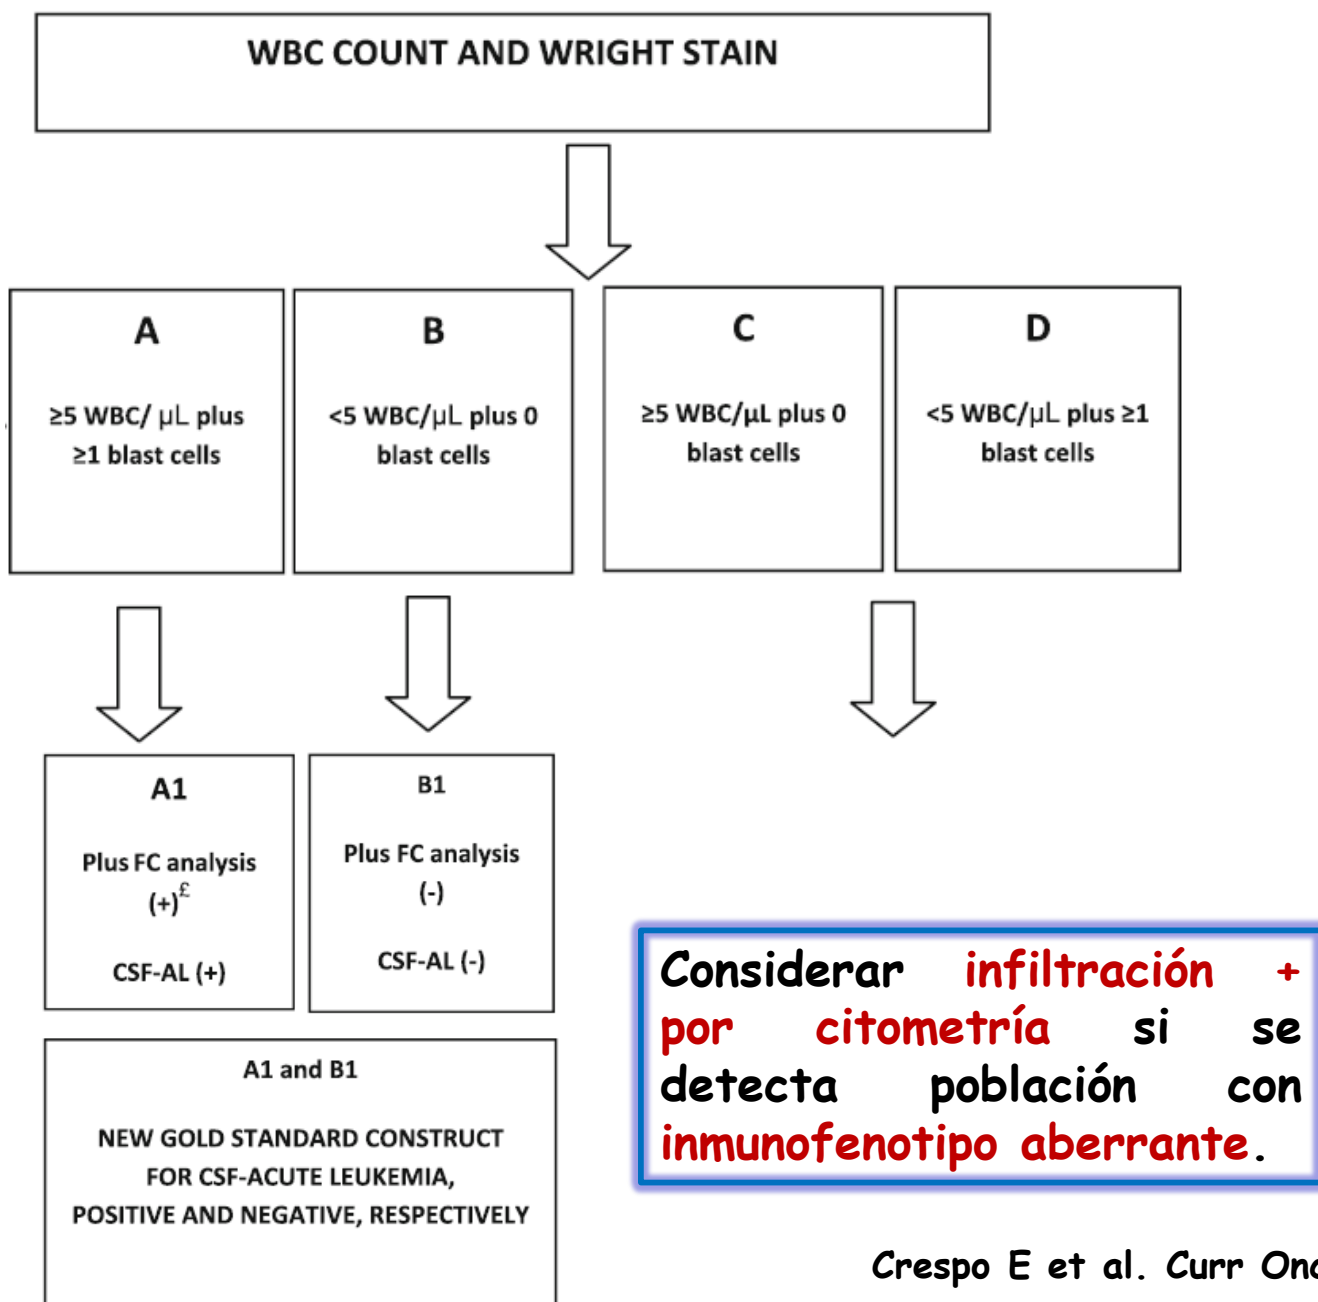 WBC COUNT AND WRIGHT STAIN
A
≥5 WBC/ µL plus
≥1 blast cells
B
<5 WBC/µL plus 0
blast cells
C
≥5 WBC/µL plus 0
blast cells
D
<5 WBC/µL plus ≥1
blast cells
A1
Plus FC analysis
(+)£
CSF-AL (+)
B1
Plus FC analysis
(-)
CSF-AL (-)
A1 and B1
NEW GOLD STANDARD CONSTRUCT
FOR CSF-ACUTE LEUKEMIA,
POSITIVE AND NEGATIVE, RESPECTIVELY
Considerar infiltración +
por citometría si se
detecta población con
inmunofenotipo aberrante.
Crespo E et al. Curr